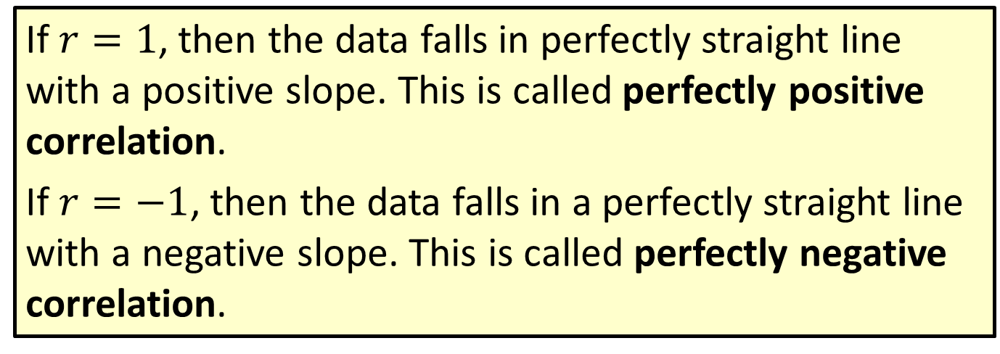 If r = 1, then the data falls in perfectly straight line
with a positive slope. This is called perfectly positive
correlation.
If r = −1, then the data falls in a perfectly straight line
with a negative slope. This is called perfectly negative
correlation.